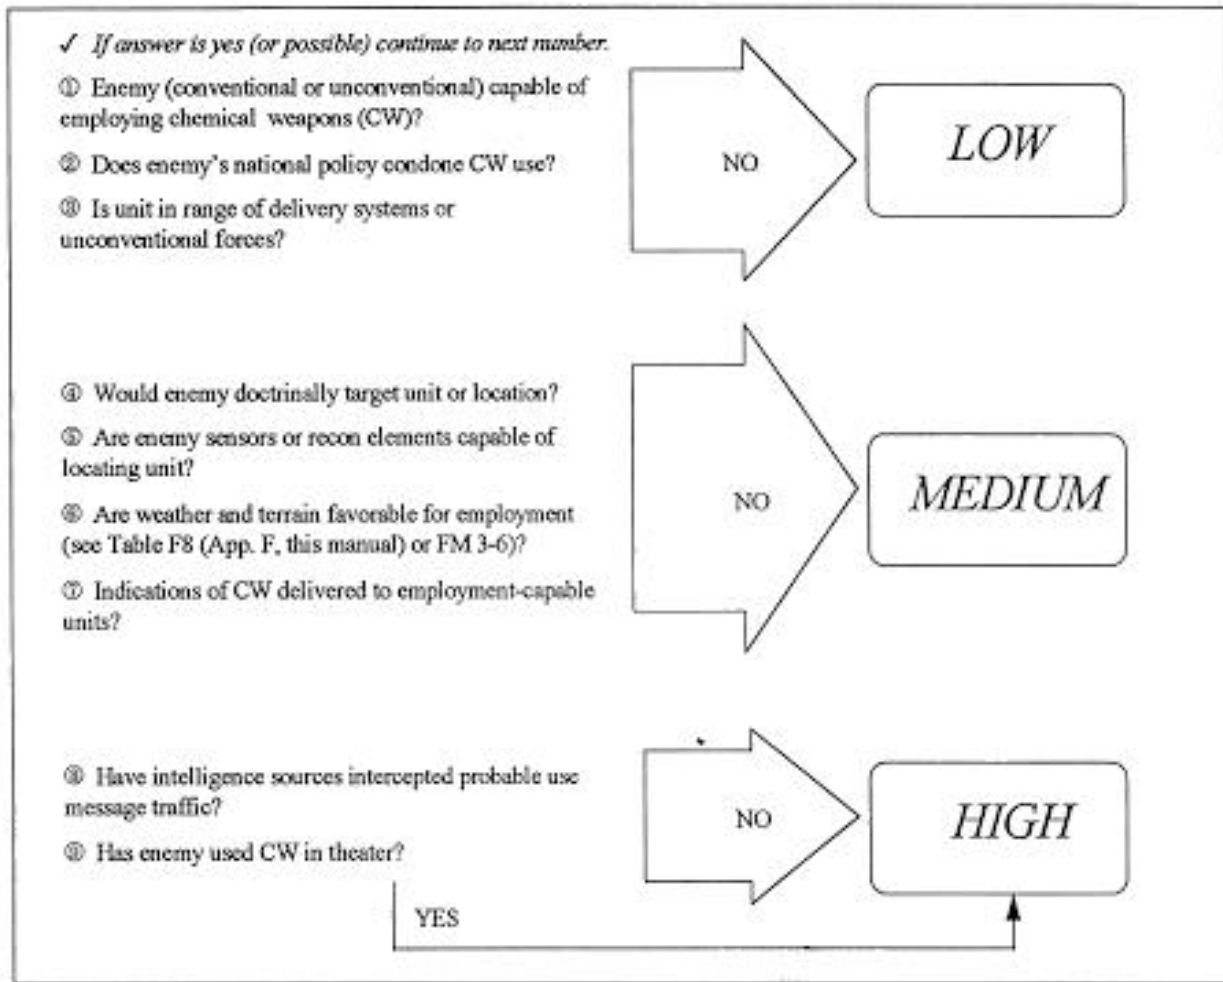 ✓ If answer is yes (or possible) continue to next number.
① Enemy (conventional or unconventional) capable of
employing chemical weapons (CW)?
② Does enemy's national policy condone CW use?
③ Is unit in range of delivery systems or
unconventional forces?
NO
LOW
④ Would enemy doctrinally target unit or location?
⑤ Are enemy sensors or recon elements capable of
locating unit?
⑥ Are weather and terrain favorable for employment
(see Table F8 (App. F, this manual) or FM 3-6)?
⑦ Indications of CW delivered to employment-capable
units?
NO
MEDIUM
⑧ Have intelligence sources intercepted probable use
message traffic?
⑨ Has enemy used CW in theater?
NO
HIGH
YES